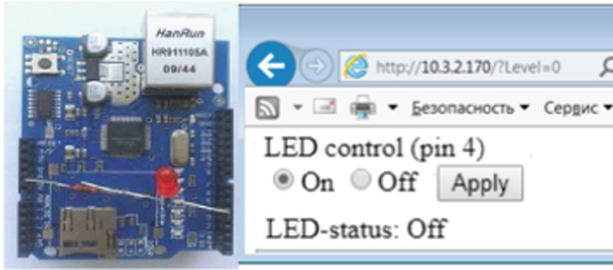 HanRun
HR911105A
09/44
http://10.3.2.170/?Level=0
Безопасность
Сервис
LED control (pin 4)
On Off Apply
LED-status: Off